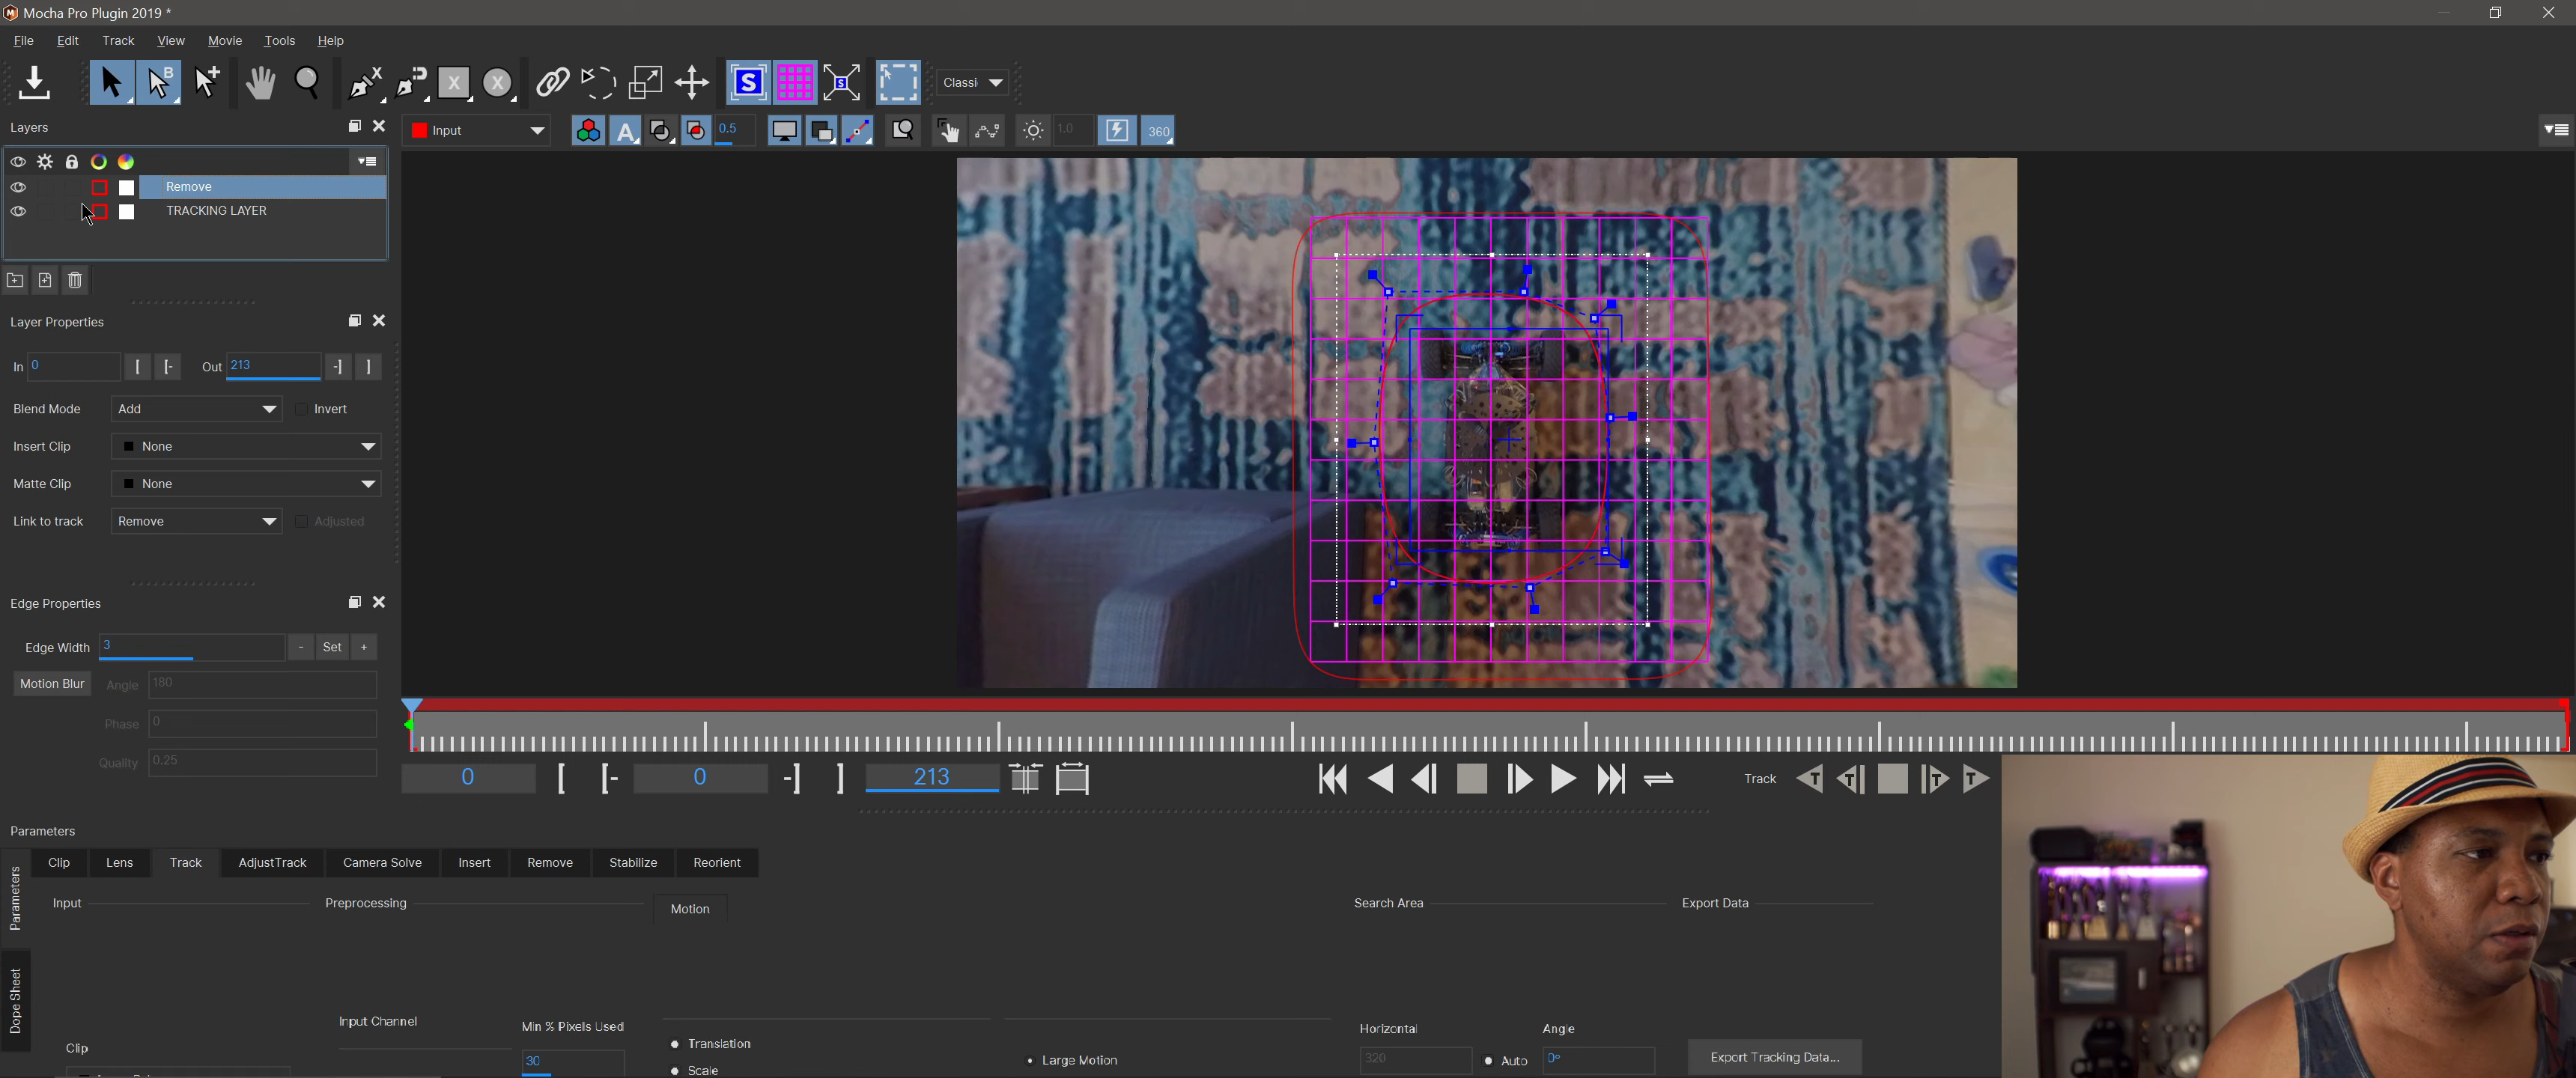 Mocha Pro Plugin 2019 *
File Edit Track View Movie Tools Help
Classi
Layers
Input
0.5
1.0
360
Remove
TRACKING LAYER
Layer Properties
In 0 [ [- Out 213 -] ]
Blend Mode Add Invert
Insert Clip None
Matte Clip None
Link to track Remove Adjusted
Edge Properties
Edge Width 3 - Set +
Motion Blur Angle 180
Phase 0
Quality 0.25
0 [ [- 0 -] ] 213
Track
Parameters
Clip Lens Track AdjustTrack Camera Solve Insert Remove Stabilize Reorient
Parameters
Dope Sheet
Input Preprocessing Motion Search Area Export Data
Input Channel Min % Pixels Used Horizontal Angle
Clip 30 Translation Large Motion 320 Auto 0° Export Tracking Data...
Scale